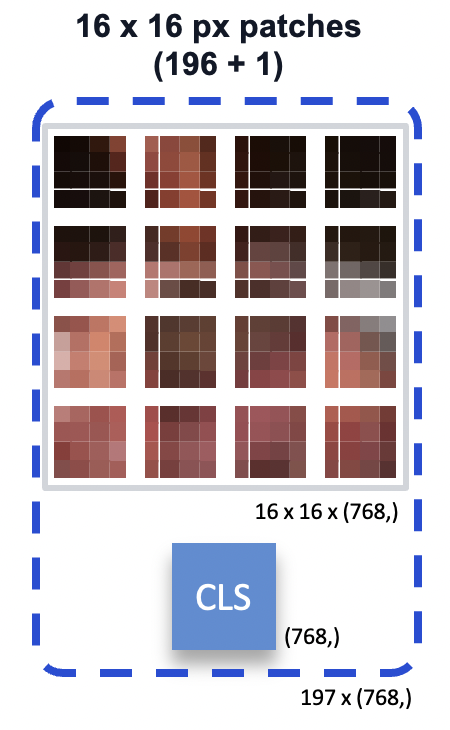 16 x 16 px patches
(196 + 1)
16 x 16 x (768,)
CLS
(768,)
197 x (768,)